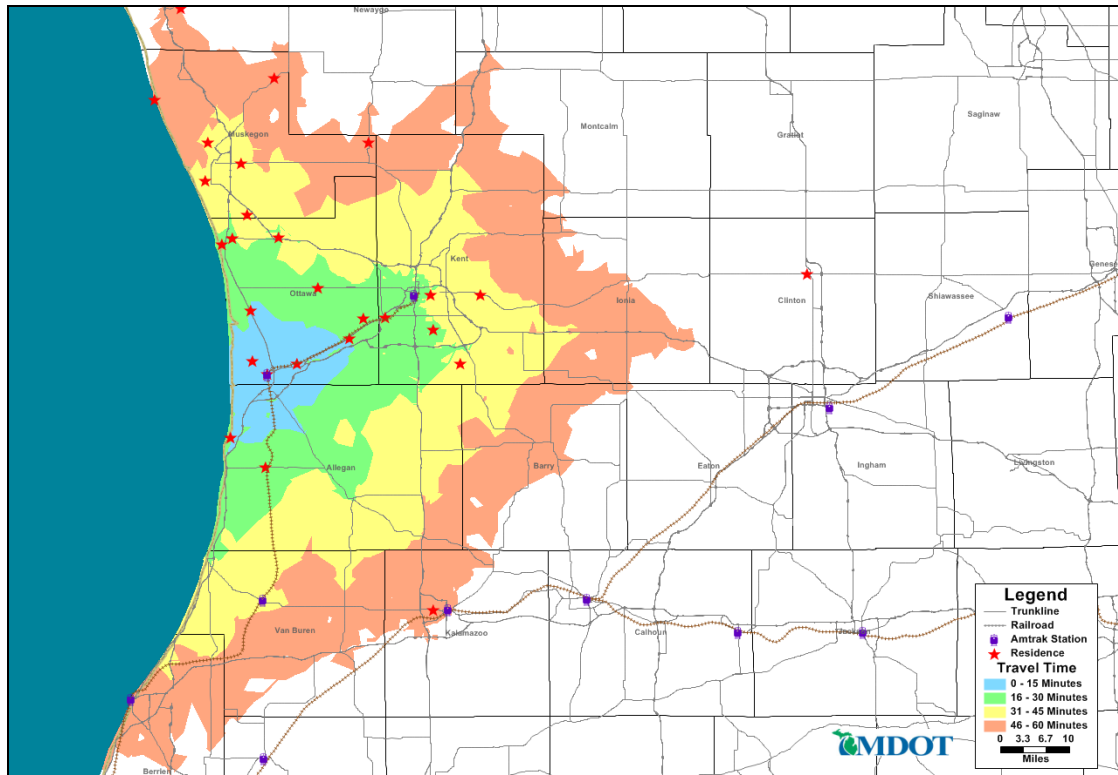 Newaygo
Saginaw
Montcalm
Gratiot
Muskegon
Kent
Genese
Ottawa
Ionia
Clinton
Shiawassee
Allegan
Barry
Eaton
Ingham
Livingston
Van Buren
Kalamazoo
Calhoun
Jackson
Berrien
Legend
Trunkline
Railroad
Amtrak Station
Residence
Travel Time
0 - 15 Minutes
16 - 30 Minutes
31 - 45 Minutes
46 - 60 Minutes
0 3.3 6.7 10
Miles
MDOT